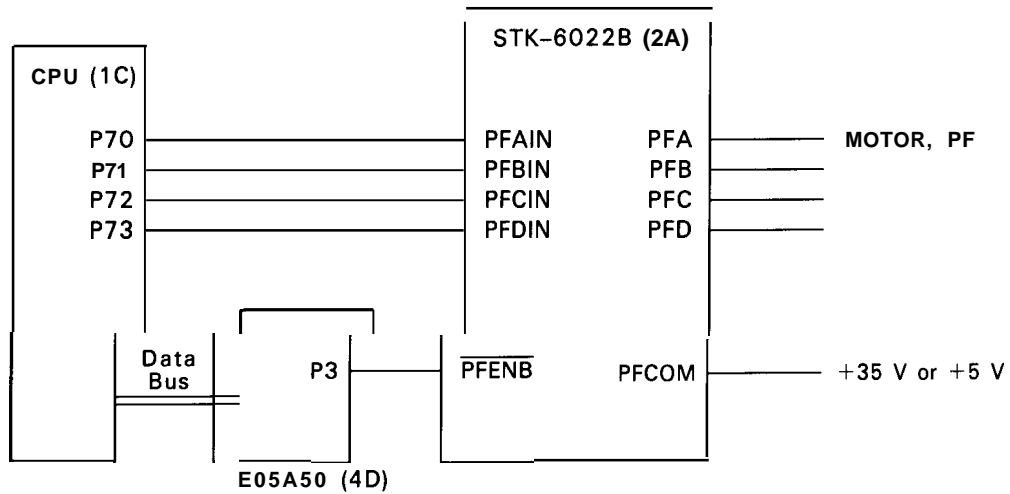 STK-6022B (2A)
CPU (1C)
P70 PFAIN PFA MOTOR, PF
P71 PFBIN PFB
P72 PFCIN PFC
P73 PFDIN PFD
Data
Bus
P3 PFENB PFCOM +35 V or +5 V
E05A50 (4D)